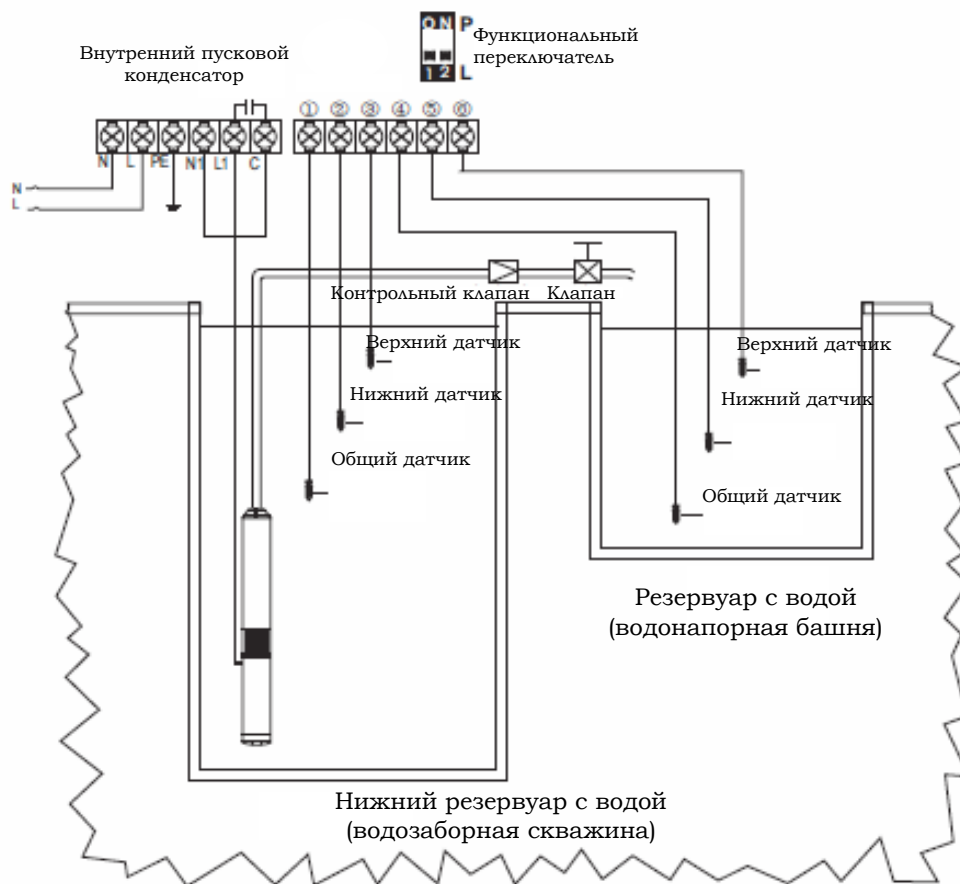 ON P
Функциональный
переключатель
1 2 L
Внутренний пусковой
конденсатор
① ② ③ ④ ⑤ ⑥
N L PE N1 L1 C
N
L
Контрольный клапан Клапан
Верхний датчик
Верхний датчик
Нижний датчик
Нижний датчик
Общий датчик
Общий датчик
Резервуар с водой
(водонапорная башня)
Нижний резервуар с водой
(водозаборная скважина)